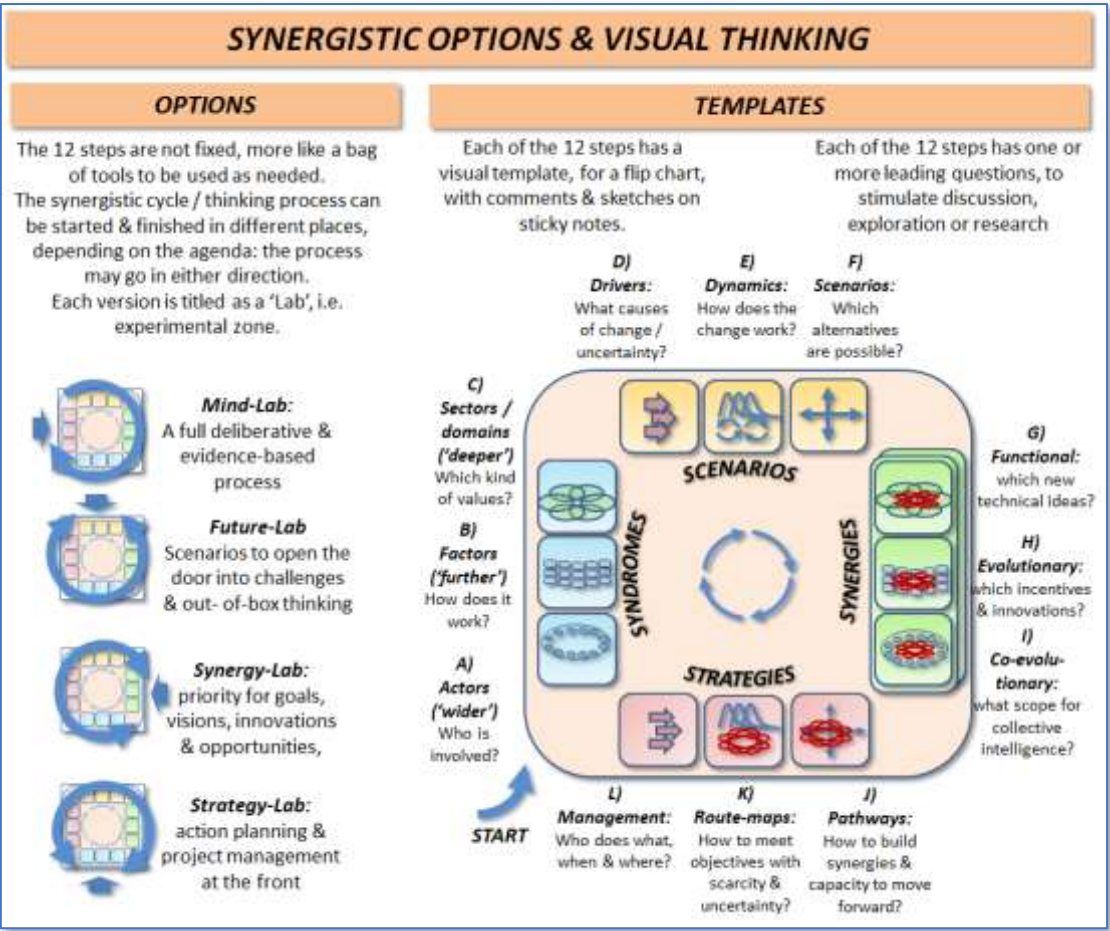 SYNERGISTIC OPTIONS & VISUAL THINKING
OPTIONS
The 12 steps are not fixed, more like a bag
of tools to be used as needed.
The synergistic cycle / thinking process can
be started & finished in different places,
depending on the agenda: the process
may go in either direction.
Each version is titled as a ‘Lab’, i.e.
experimental zone.
Mind-Lab:
A full deliberative &
evidence-based
process
Future-Lab
Scenarios to open the
door into challenges
& out- of-box thinking
Synergy-Lab:
priority for goals,
visions, innovations
& opportunities,
Strategy-Lab:
action planning &
project management
at the front
TEMPLATES
Each of the 12 steps has a
visual template, for a flip chart,
with comments & sketches on
sticky notes.
Each of the 12 steps has one or
more leading questions, to
stimulate discussion,
exploration or research
D)
Drivers:
What causes
of change /
uncertainty?
E)
Dynamics:
How does the
change work?
F)
Scenarios:
Which
alternatives
are possible?
C)
Sectors /
domains
(‘deeper’)
Which kind
of values?
B)
Factors
(‘further’)
How does it
work?
A)
Actors
(‘wider’)
Who is
involved?
SCENARIOS
SYNDROMES
SYNERGIES
STRATEGIES
G)
Functional:
which new
technical ideas?
H)
Evolutionary:
which incentives
& innovations?
I)
Co-evolu-
tionary:
what scope for
collective
intelligence?
START
L)
Management:
Who does what,
when & where?
K)
Route-maps:
How to meet
objectives with
scarcity &
uncertainty?
J)
Pathways:
How to build
synergies &
capacity to move
forward?